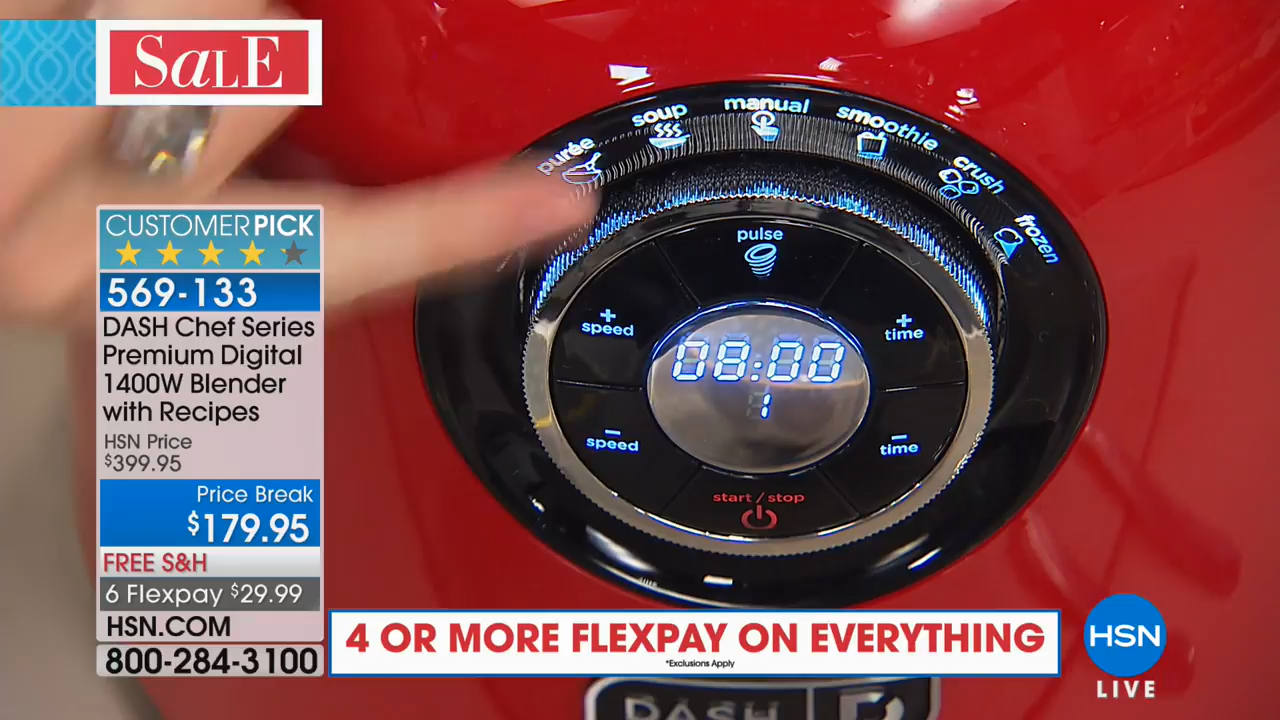 SaLE
CUSTOMERPICK
569-133
DASH Chef Series
Premium Digital
1400W Blender
with Recipes
HSN Price
$399.95
Price Break
$179.95
FREE S&H
6 Flexpay $29.99
HSN.COM
800-284-3100
purée
soup
manual
smoothie
crush
frozen
pulse
+
speed
+
time
08:00
1
−
speed
−
time
start/stop
4 OR MORE FLEXPAY ON EVERYTHING
*Exclusions Apply
HSN
LIVE
DASH